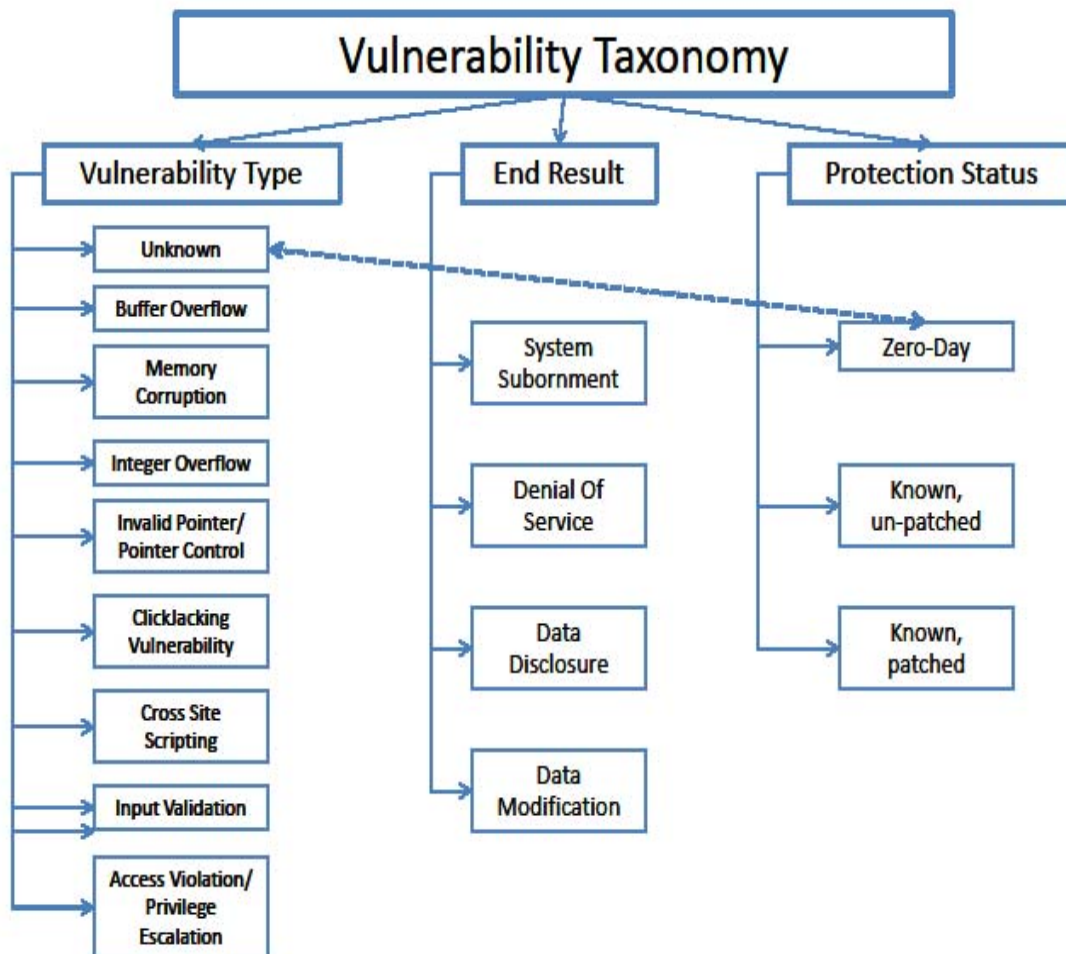 Vulnerability Taxonomy
Vulnerability Type
Unknown
Buffer Overflow
Memory
Corruption
Integer Overflow
Invalid Pointer/
Pointer Control
ClickJacking
Vulnerability
Cross Site
Scripting
Input Validation
Access Violation/
Privilege
Escalation
End Result
System
Subornment
Denial Of
Service
Data
Disclosure
Data
Modification
Protection Status
Zero-Day
Known,
un-patched
Known,
patched